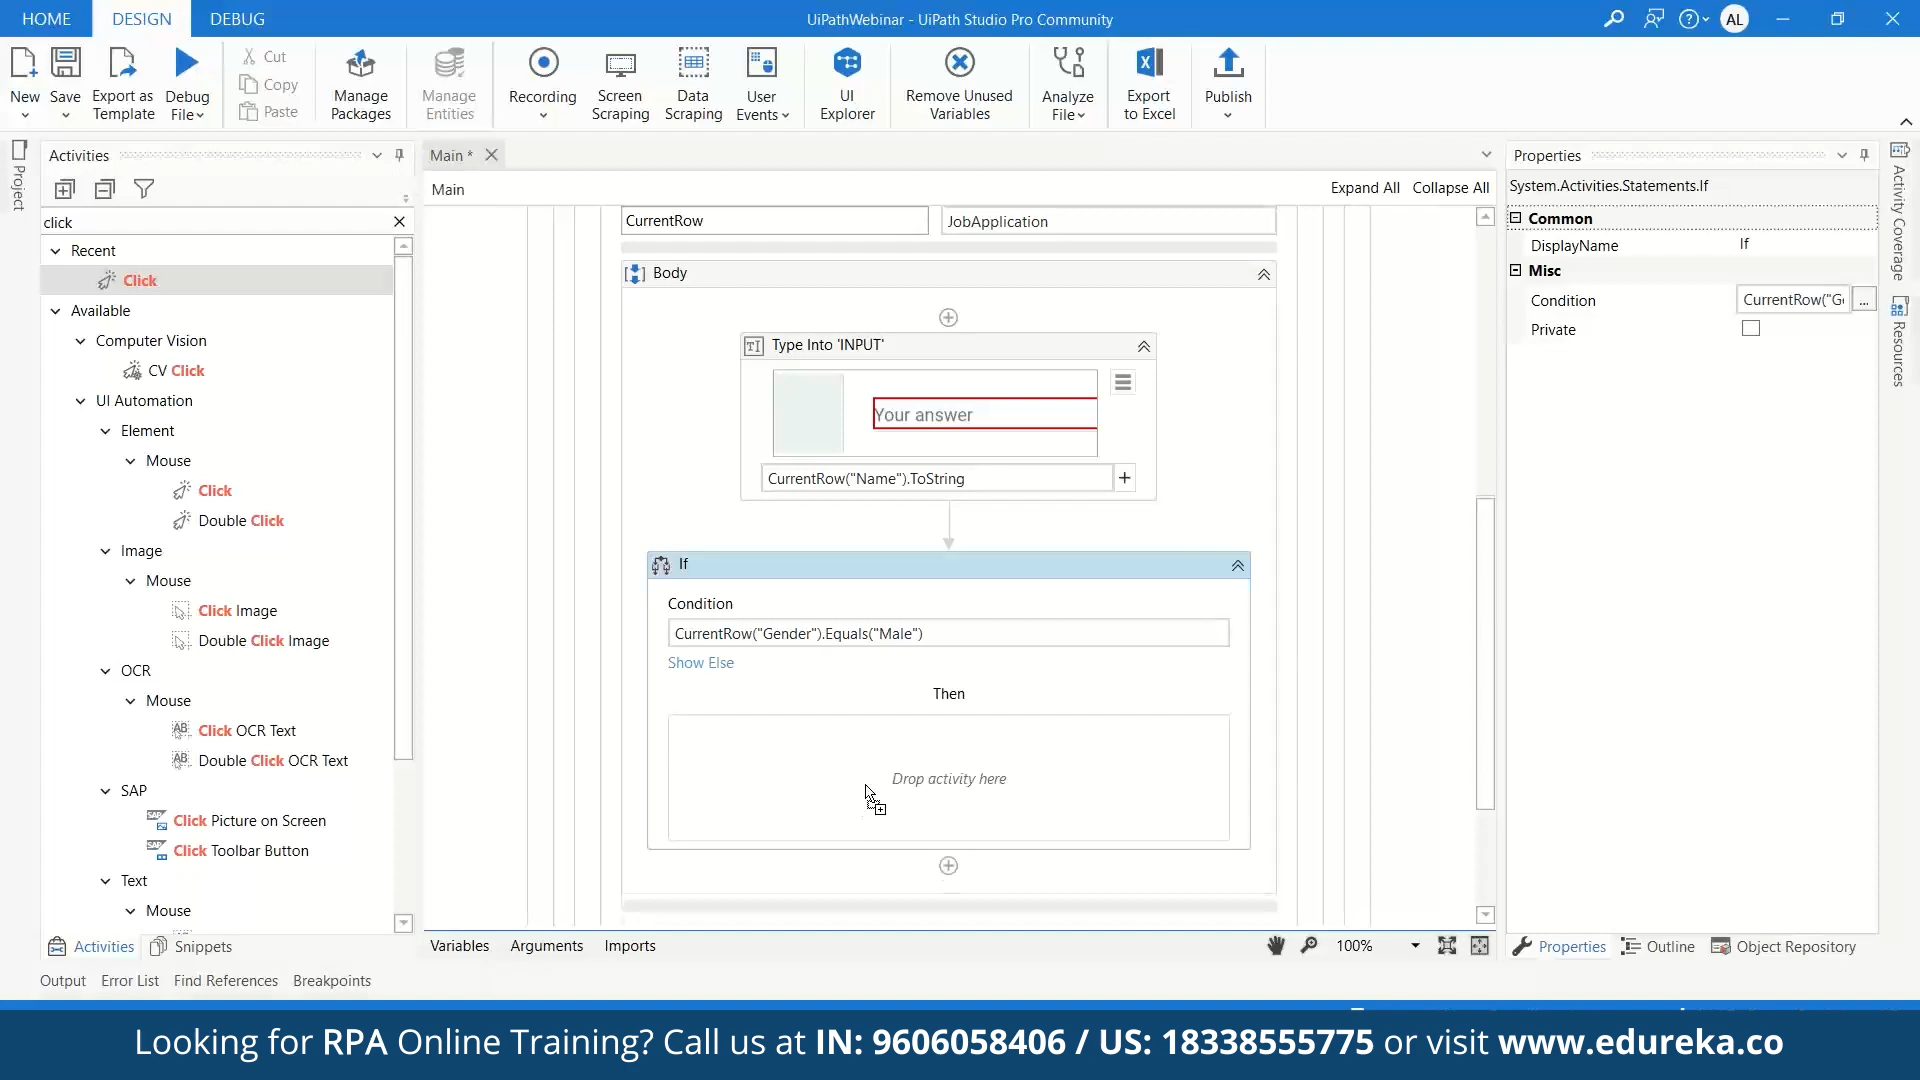 HOME DESIGN DEBUG
UiPathWebinar - UiPath Studio Pro Community
AL
New
Save
Export as Template
Debug File
Cut
Copy
Paste
Manage Packages
Manage Entities
Recording
Screen Scraping
Data Scraping
User Events
UI Explorer
Remove Unused Variables
Analyze File
Export to Excel
Publish
Project
Activities
click
Recent
Click
Available
Computer Vision
CV Click
UI Automation
Element
Mouse
Click
Double Click
Image
Mouse
Click Image
Double Click Image
OCR
Mouse
Click OCR Text
Double Click OCR Text
SAP
Click Picture on Screen
Click Toolbar Button
Text
Mouse
Activities Snippets
Main *
Main
Expand All Collapse All
CurrentRow
JobApplication
Body
Type Into 'INPUT'
Your answer
CurrentRow("Name").ToString
If
Condition
CurrentRow("Gender").Equals("Male")
Show Else
Then
Drop activity here
Variables Arguments Imports
100%
Properties
System.Activities.Statements.If
Common
DisplayName If
Misc
Condition CurrentRow("G ...
Private
Properties Outline Object Repository
Activity Coverage
Resources
Output Error List Find References Breakpoints
Looking for RPA Online Training? Call us at IN: 9606058406 / US: 18338555775 or visit www.edureka.co